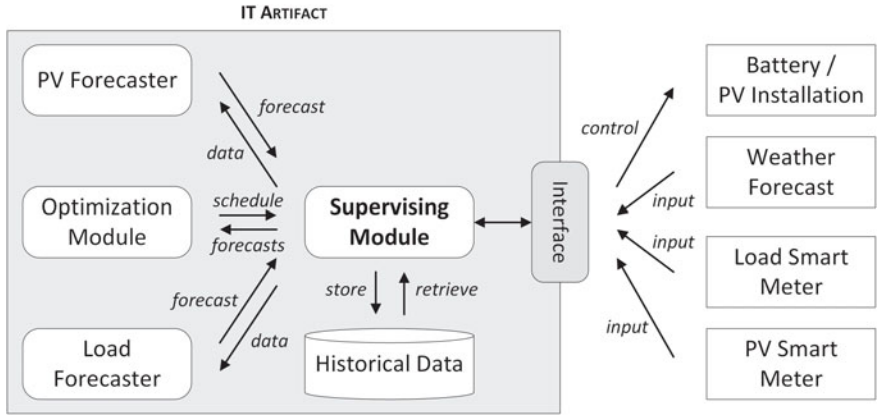 IT ARTIFACT
PV Forecaster
forecast
data
Optimization
Module
schedule
forecasts
Supervising
Module
Interface
forecast
data
Load
Forecaster
store
retrieve
Historical Data
control
input
input
input
Battery /
PV Installation
Weather
Forecast
Load Smart
Meter
PV Smart
Meter